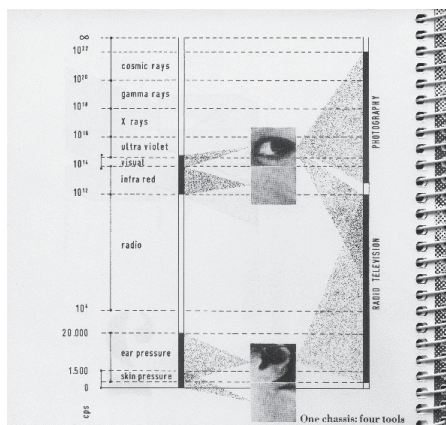 ∞
10²²
cosmic rays
10²⁰
gamma rays
10¹⁸
X rays
10¹⁶
ultra violet
10¹⁴
visual
infra red
10¹²
radio
10⁴
20.000
ear pressure
1.500
skin pressure
0
cps
PHOTOGRAPHY
RADIO TELEVISION
One chassis: four tools